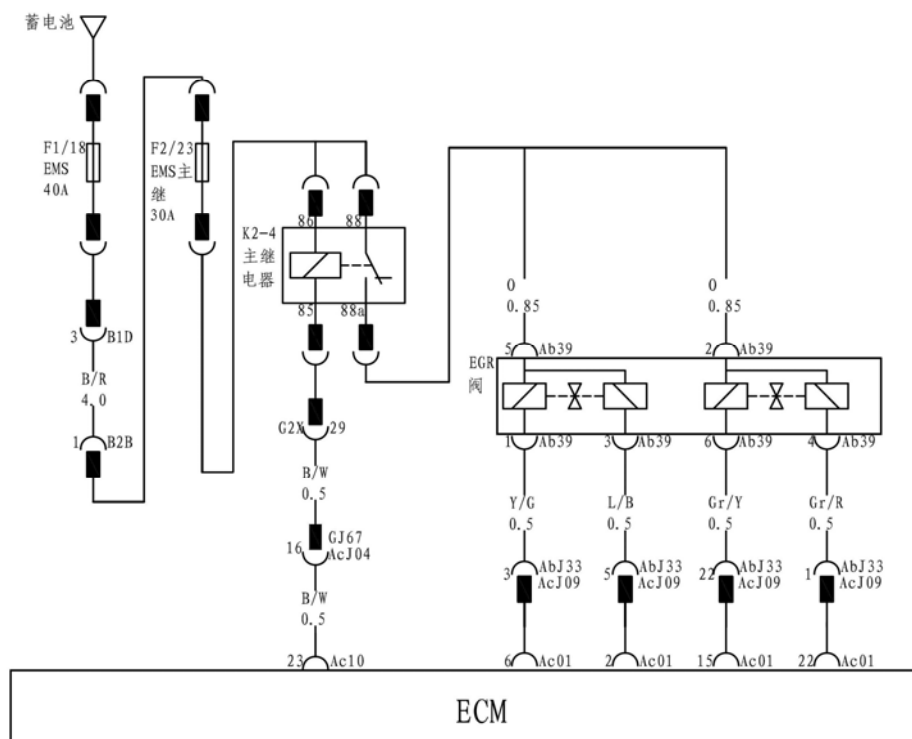 蓄电池
F1/18
EMS
40A
F2/23
EMS主
继
30A
3 B1D
B/R
4.0
1 B2B
K2-4
主继
电器
86 88
85 88a
G2X 29
B/W
0.5
16 GJ67
AcJ04
B/W
0.5
23 Ac10
O
0.85
O
0.85
5 Ab39
2 Ab39
EGR
阀
1 Ab39
3 Ab39
6 Ab39
4 Ab39
Y/G
0.5
L/B
0.5
Gr/Y
0.5
Gr/R
0.5
3 AbJ33
AcJ09
5 AbJ33
AcJ09
22 AbJ33
AcJ09
1 AbJ33
AcJ09
6 Ac01
2 Ac01
15 Ac01
22 Ac01
ECM